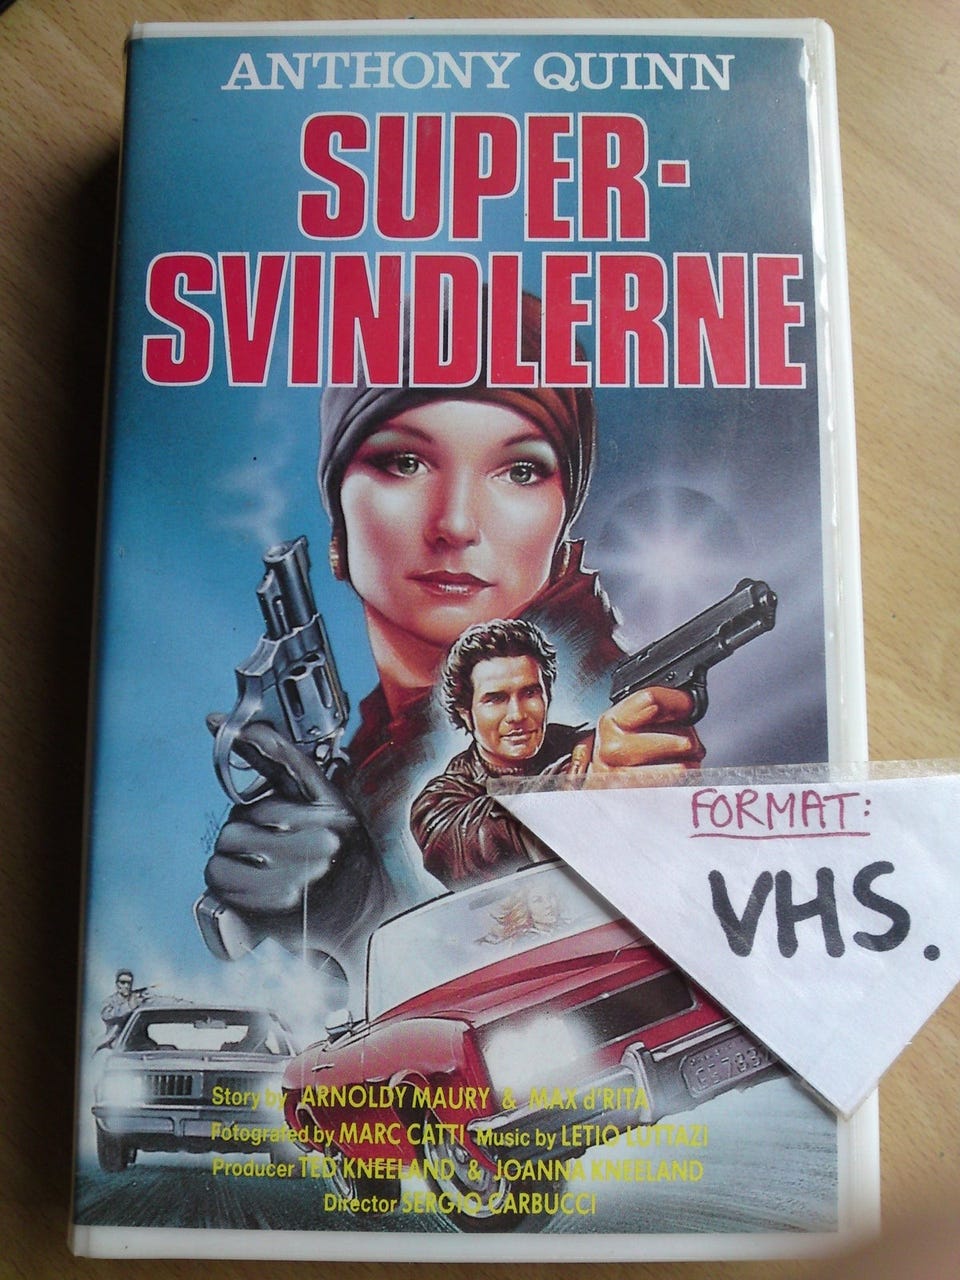 ANTHONY QUINN
SUPER-
SVINDLERNE
FORMAT:
VHS.
Story by ARNOLDY MAURY & MAX d'RITA
Fotografed by MARC CATTI Music by LETIO LUTTAZI
Producer TED KNEELAND & JOANNA KNEELAND
Director SERGIO CARBUCCI